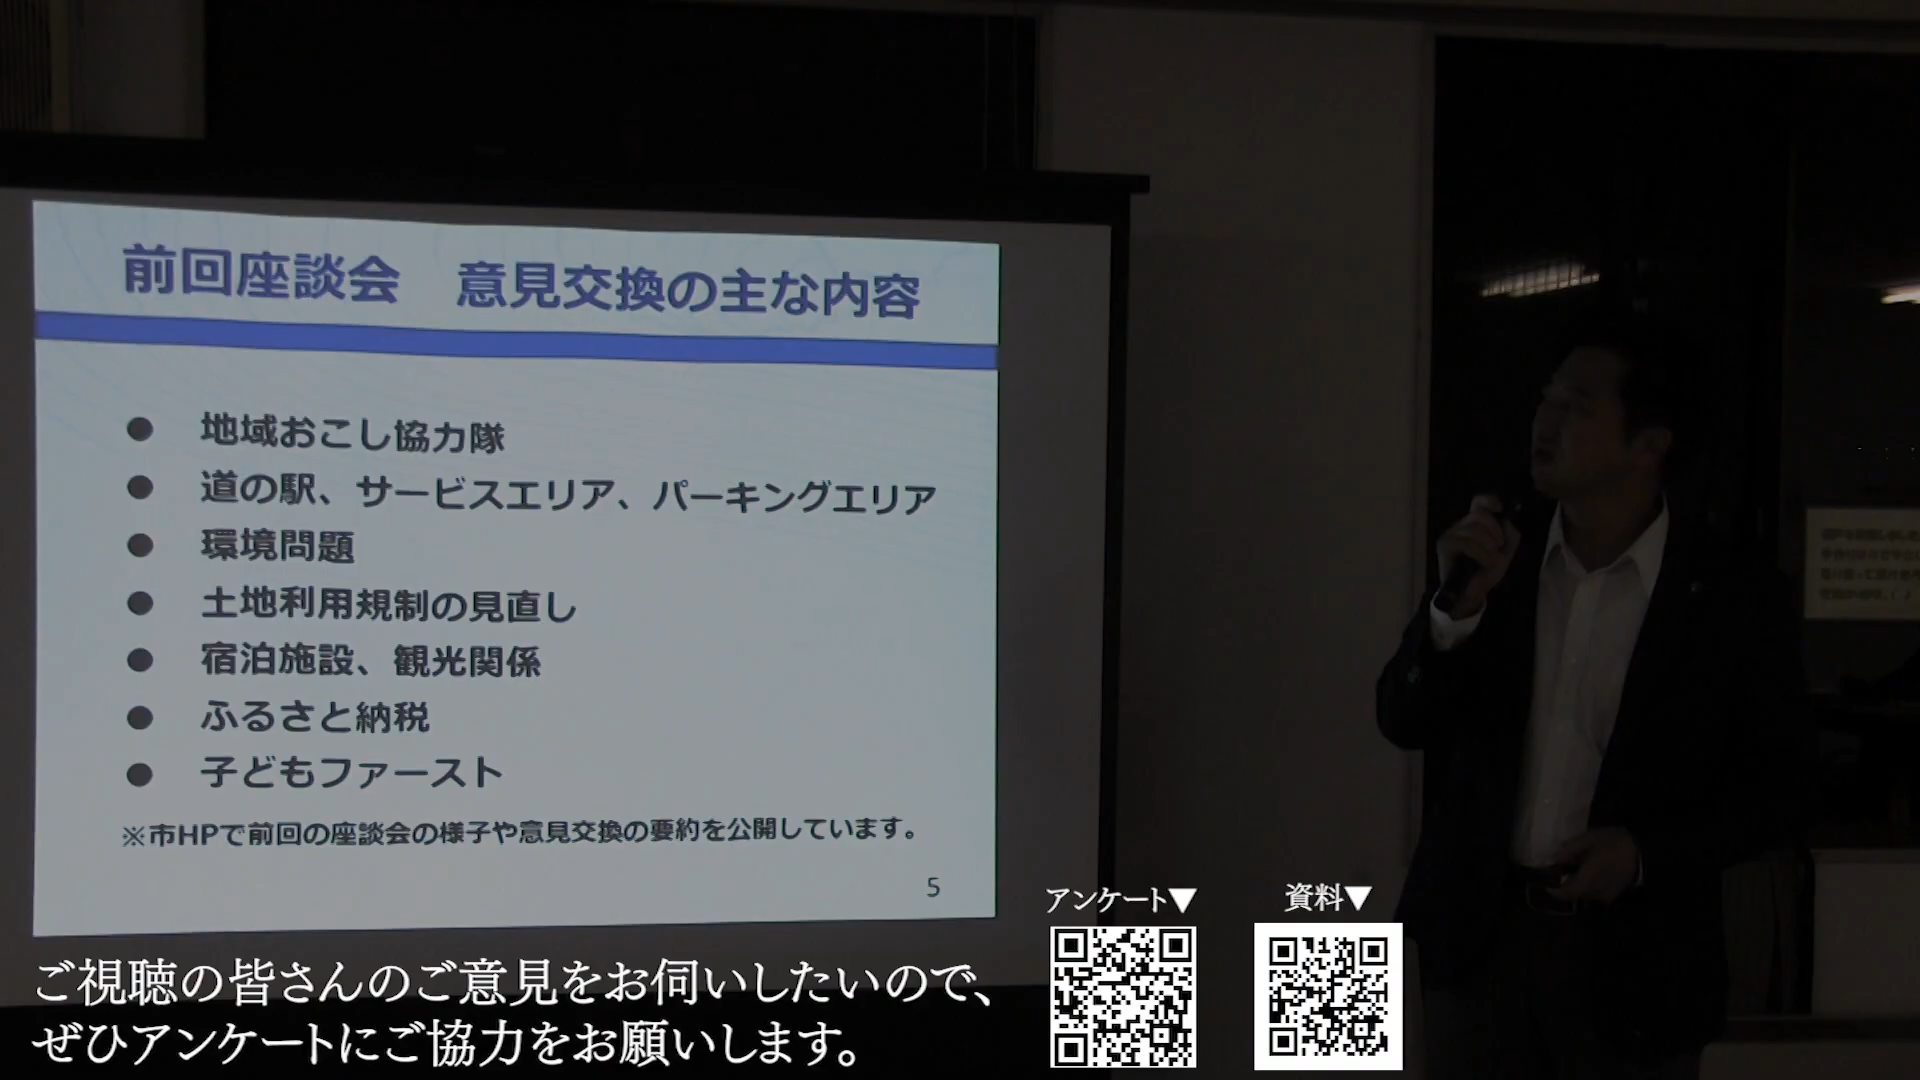 前回座談会　意見交換の主な内容
● 地域おこし協力隊
● 道の駅、サービスエリア、パーキングエリア
● 環境問題
● 土地利用規制の見直し
● 宿泊施設、観光関係
● ふるさと納税
● 子どもファースト
※市HPで前回の座談会の様子や意見交換の要約を公開しています。
5
アンケート▼
資料▼
ご視聴の皆さんのご意見をお伺いしたいので、
ぜひアンケートにご協力をお願いします。